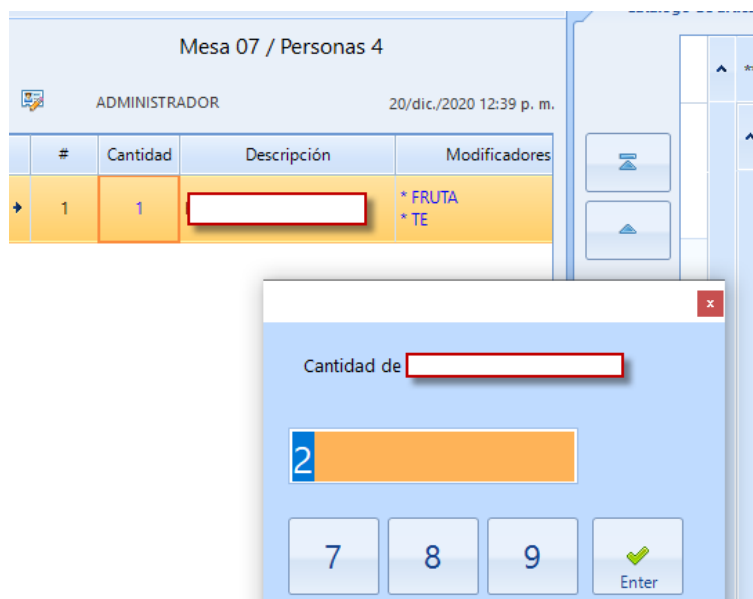 Mesa 07 / Personas 4
ADMINISTRADOR 20/dic./2020 12:39 p. m.
# Cantidad Descripción Modificadores
1 1 * FRUTA
* TE
Cantidad de
2
7 8 9
Enter